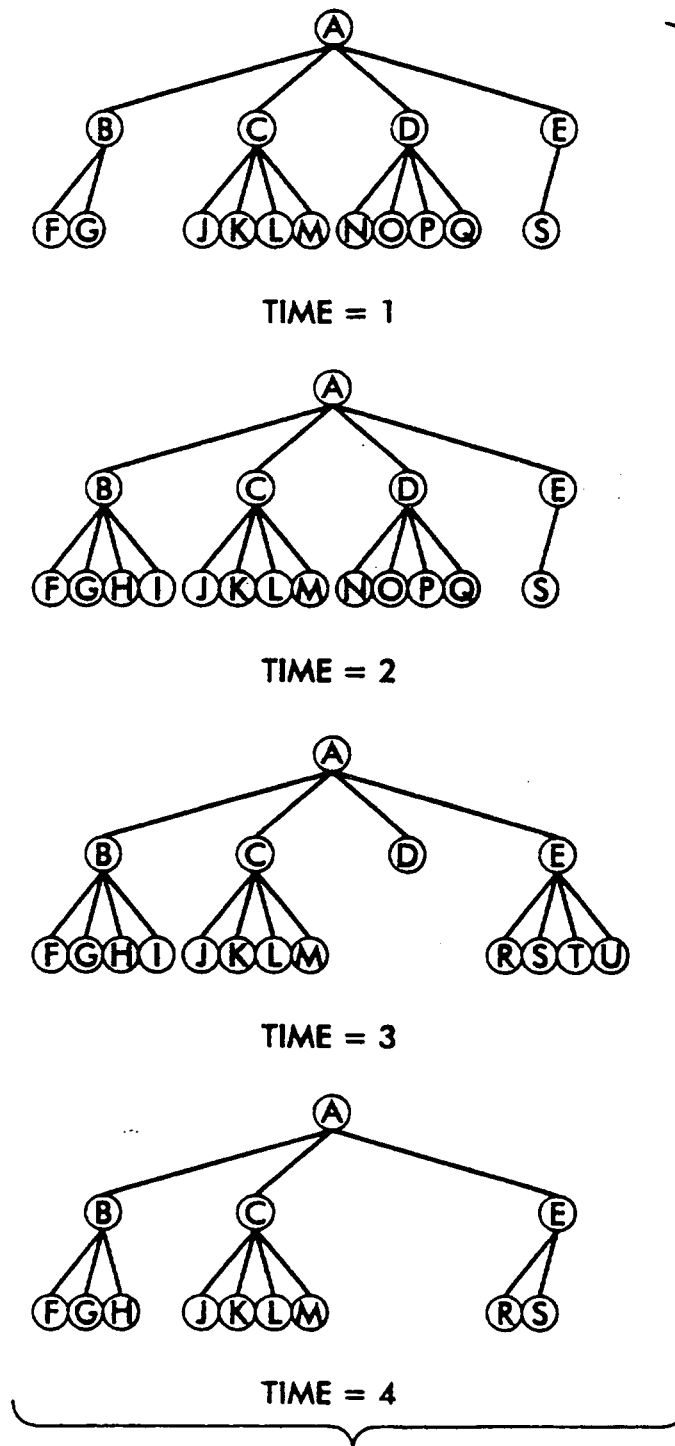 A
B C D E
F G J K L M N O P Q S
TIME = 1
A
B C D E
F G H I J K L M N O P Q S
TIME = 2
A
B C D E
F G H I J K L M R S T U
TIME = 3
A
B C E
F G H J K L M R S
TIME = 4